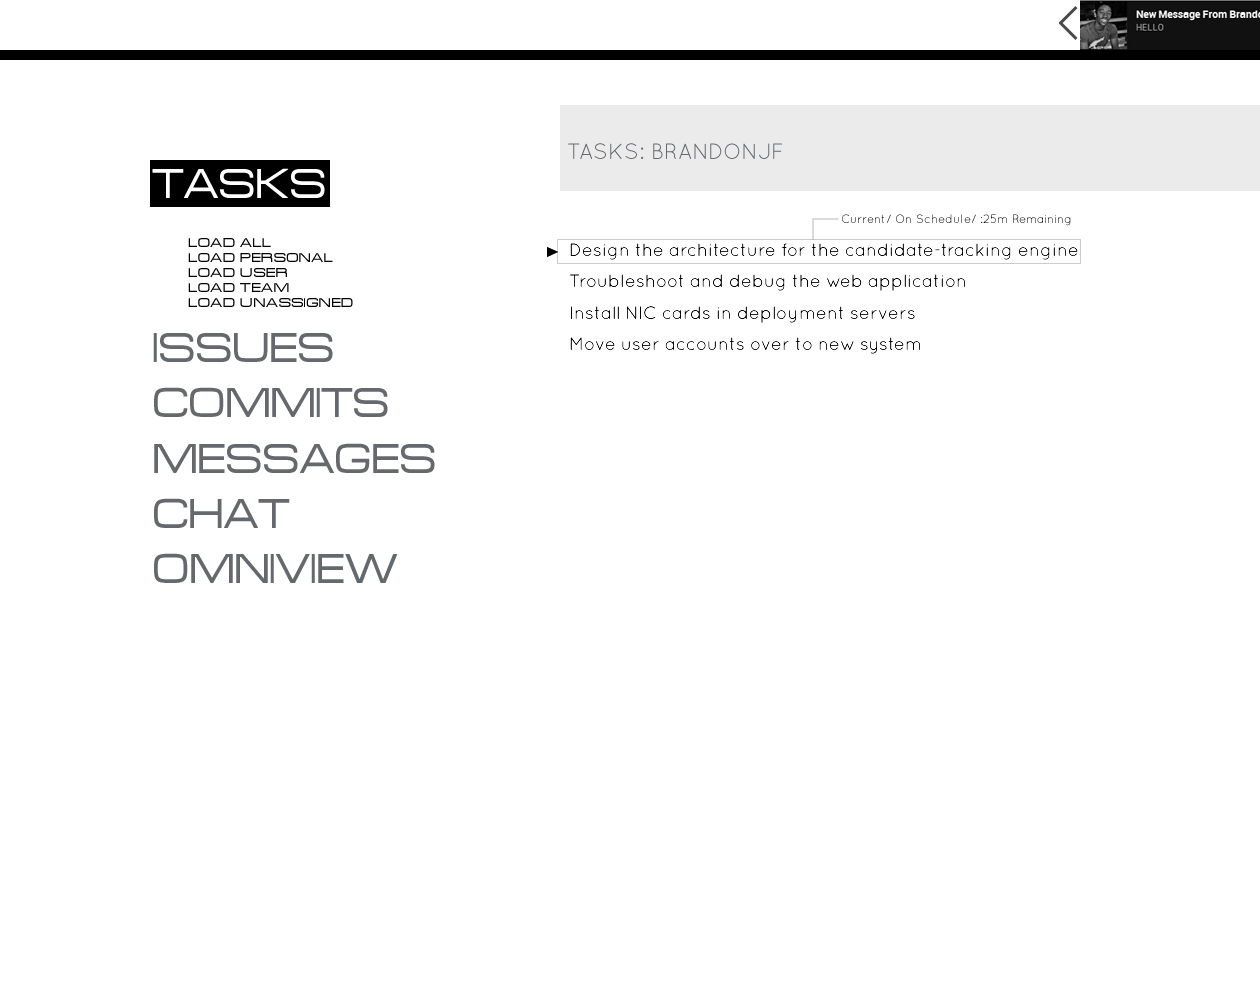 New Message From Brand
HELLO
TASKS: BRANDONJF
TASKS
LOAD ALL
LOAD PERSONAL
LOAD USER
LOAD TEAM
LOAD UNASSIGNED
ISSUES
COMMITS
MESSAGES
CHAT
OMNIVIEW
Current/ On Schedule/ :25m Remaining
Design the architecture for the candidate-tracking engine
Troubleshoot and debug the web application
Install NIC cards in deployment servers
Move user accounts over to new system